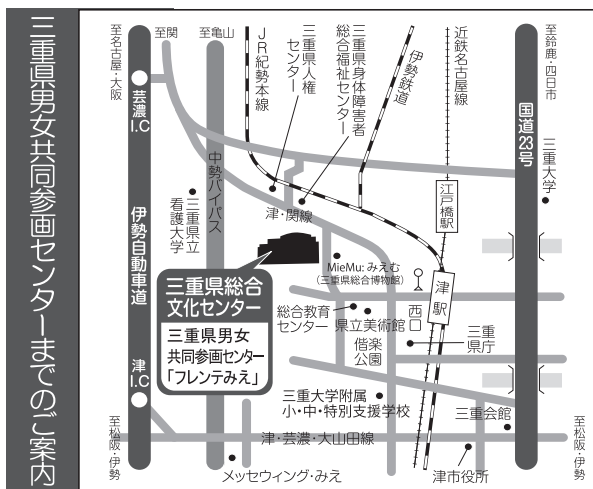 三重県男女共同参画センターまでのご案内
至名古屋・大阪
至関
至亀山
JR紀勢本線
三重県人権
センター
三重県身体障害者
総合福祉センター
伊勢鉄道
近鉄名古屋線
至鈴鹿・四日市
芸濃
I.C
国道23号
三重大学
中勢バイパス
三重県立
看護大学
津・関線
江戸橋駅
伊勢自動車道
MieMu:みえむ
(三重県総合博物館)
三重県総合
文化センター
三重県男女
共同参画センター
「フレンテみえ」
総合教育
センター
県立美術館
西口
津駅
偕楽
公園
三重
県庁
津
I.C
三重大学附属
小・中・特別支援学校
三重会館
至松阪・伊勢
津・芸濃・大山田線
至松阪・伊勢
メッセウィング・みえ
津市役所